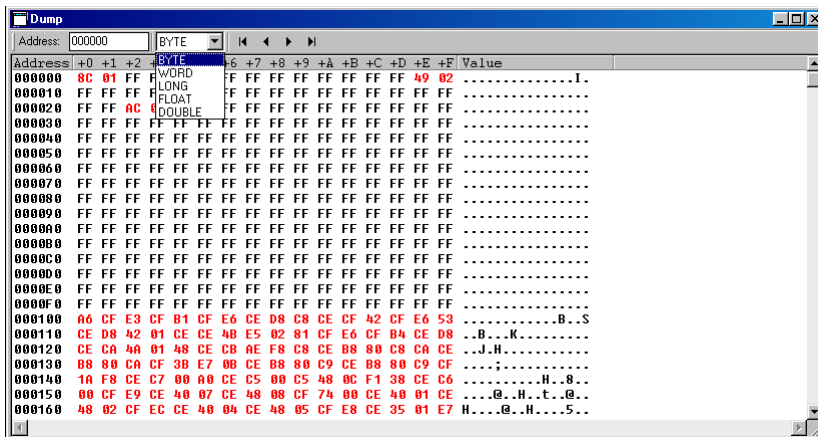 Dump
Address: 000000 BYTE
Address +0 +1 +2 +6 +7 +8 +9 +A +B +C +D +E +F Value
BYTE
WORD
LONG
FLOAT
DOUBLE
000000 8C 01 FF FF FF FF FF FF FF FF FF 49 02 ..............I.
000010 FF FF FF FF FF FF FF FF FF FF FF FF FF ................
000020 FF FF AC FF FF FF FF FF FF FF FF FF FF ................
000030 FF FF FF FF FF FF FF FF FF FF FF FF FF FF FF FF ................
000040 FF FF FF FF FF FF FF FF FF FF FF FF FF FF FF FF ................
000050 FF FF FF FF FF FF FF FF FF FF FF FF FF FF FF FF ................
000060 FF FF FF FF FF FF FF FF FF FF FF FF FF FF FF FF ................
000070 FF FF FF FF FF FF FF FF FF FF FF FF FF FF FF FF ................
000080 FF FF FF FF FF FF FF FF FF FF FF FF FF FF FF FF ................
000090 FF FF FF FF FF FF FF FF FF FF FF FF FF FF FF FF ................
0000A0 FF FF FF FF FF FF FF FF FF FF FF FF FF FF FF FF ................
0000B0 FF FF FF FF FF FF FF FF FF FF FF FF FF FF FF FF ................
0000C0 FF FF FF FF FF FF FF FF FF FF FF FF FF FF FF FF ................
0000D0 FF FF FF FF FF FF FF FF FF FF FF FF FF FF FF FF ................
0000E0 FF FF FF FF FF FF FF FF FF FF FF FF FF FF FF FF ................
0000F0 FF FF FF FF FF FF FF FF FF FF FF FF FF FF FF FF ................
000100 A6 CF E3 CF B1 CF E6 CE D8 C8 CE CF 42 CF E6 53 ............B..S
000110 CE D8 42 01 CE CE 4B E5 02 81 CF E6 CF B4 CE D8 ..B...K.........
000120 CE CA 4A 01 48 CE CB AE F8 C8 CE B8 80 C8 CA CE ..J.H...........
000130 B8 80 CA CF 3B E7 0B CE B8 80 C9 CE B8 80 C9 CF ....;...........
000140 1A F8 CE C7 00 A0 CE C5 00 C5 48 0C F1 38 CE C6 ..........H..8..
000150 00 CF E9 CE 40 07 CE 48 08 CF 74 00 CE 40 01 CE ....@..H..t..@..
000160 48 02 CF EC CE 40 04 CE 48 05 CF E8 CE 35 01 E7 H....@..H....5..